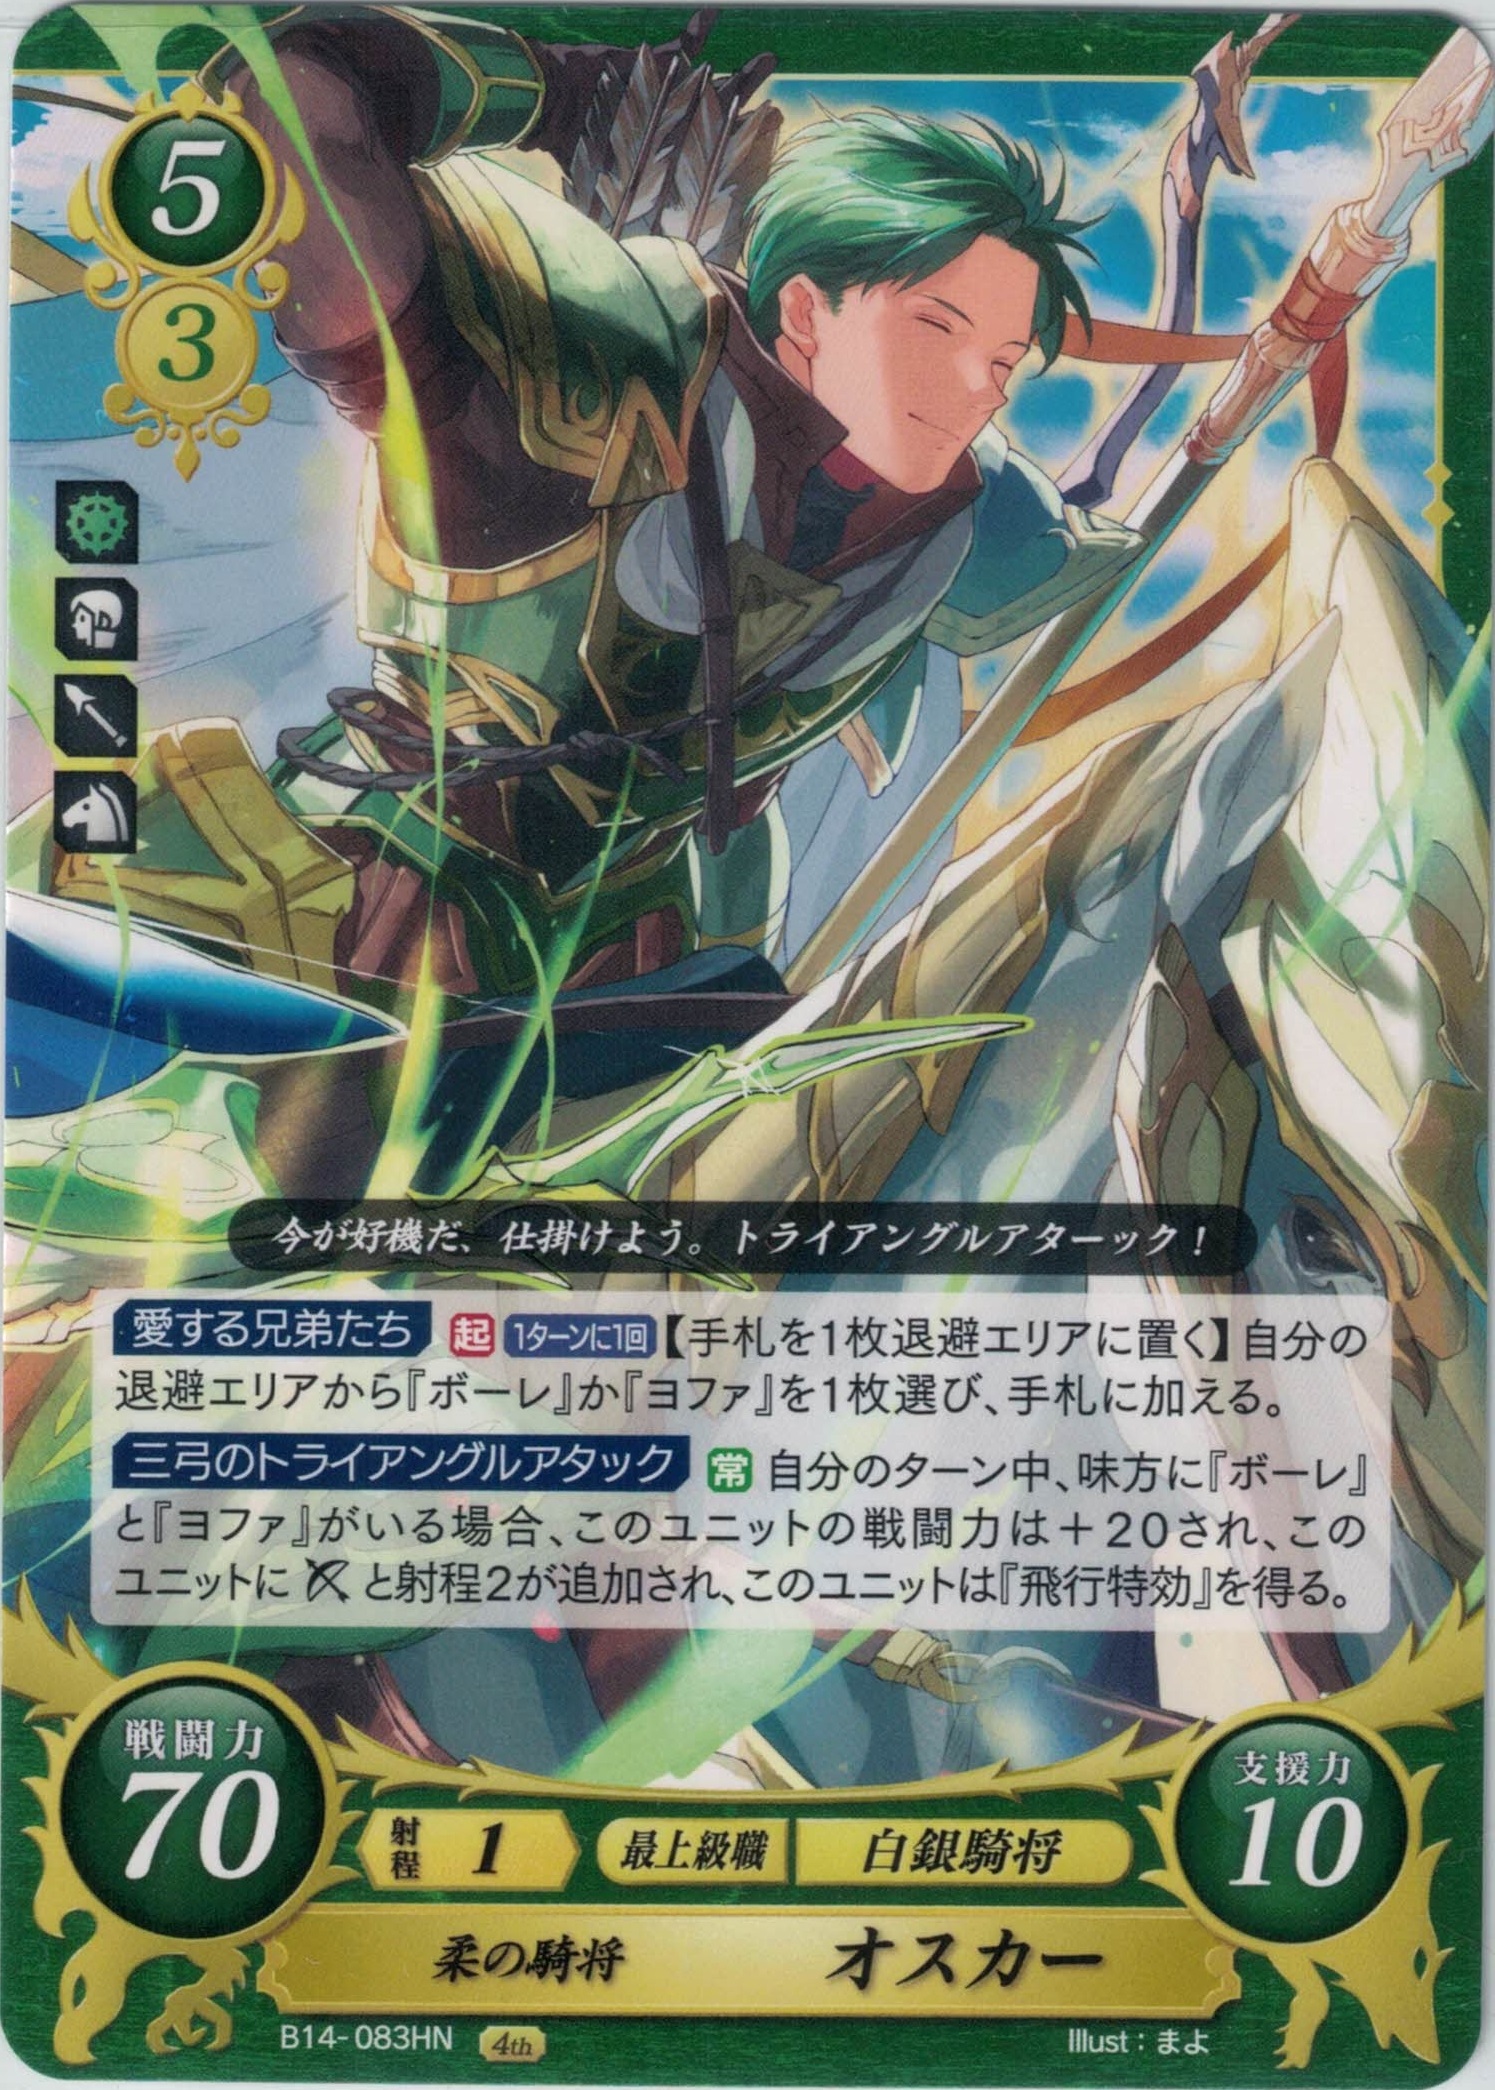 5
3
今が好機だ、仕掛けよう。トライアングルアターック！
愛する兄弟たち 起 1ターンに1回【手札を1枚退避エリアに置く】自分の
退避エリアから『ボーレ』か『ヨファ』を1枚選び、手札に加える。
三弓のトライアングルアタック 常 自分のターン中、味方に『ボーレ』
と『ヨファ』がいる場合、このユニットの戦闘力は＋20され、この
ユニットに と射程2が追加され、このユニットは『飛行特効』を得る。
戦闘力
70
射程 1
最上級職 白銀騎将
支援力
10
柔の騎将 オスカー
B14-083HN 4th Illust：まよ